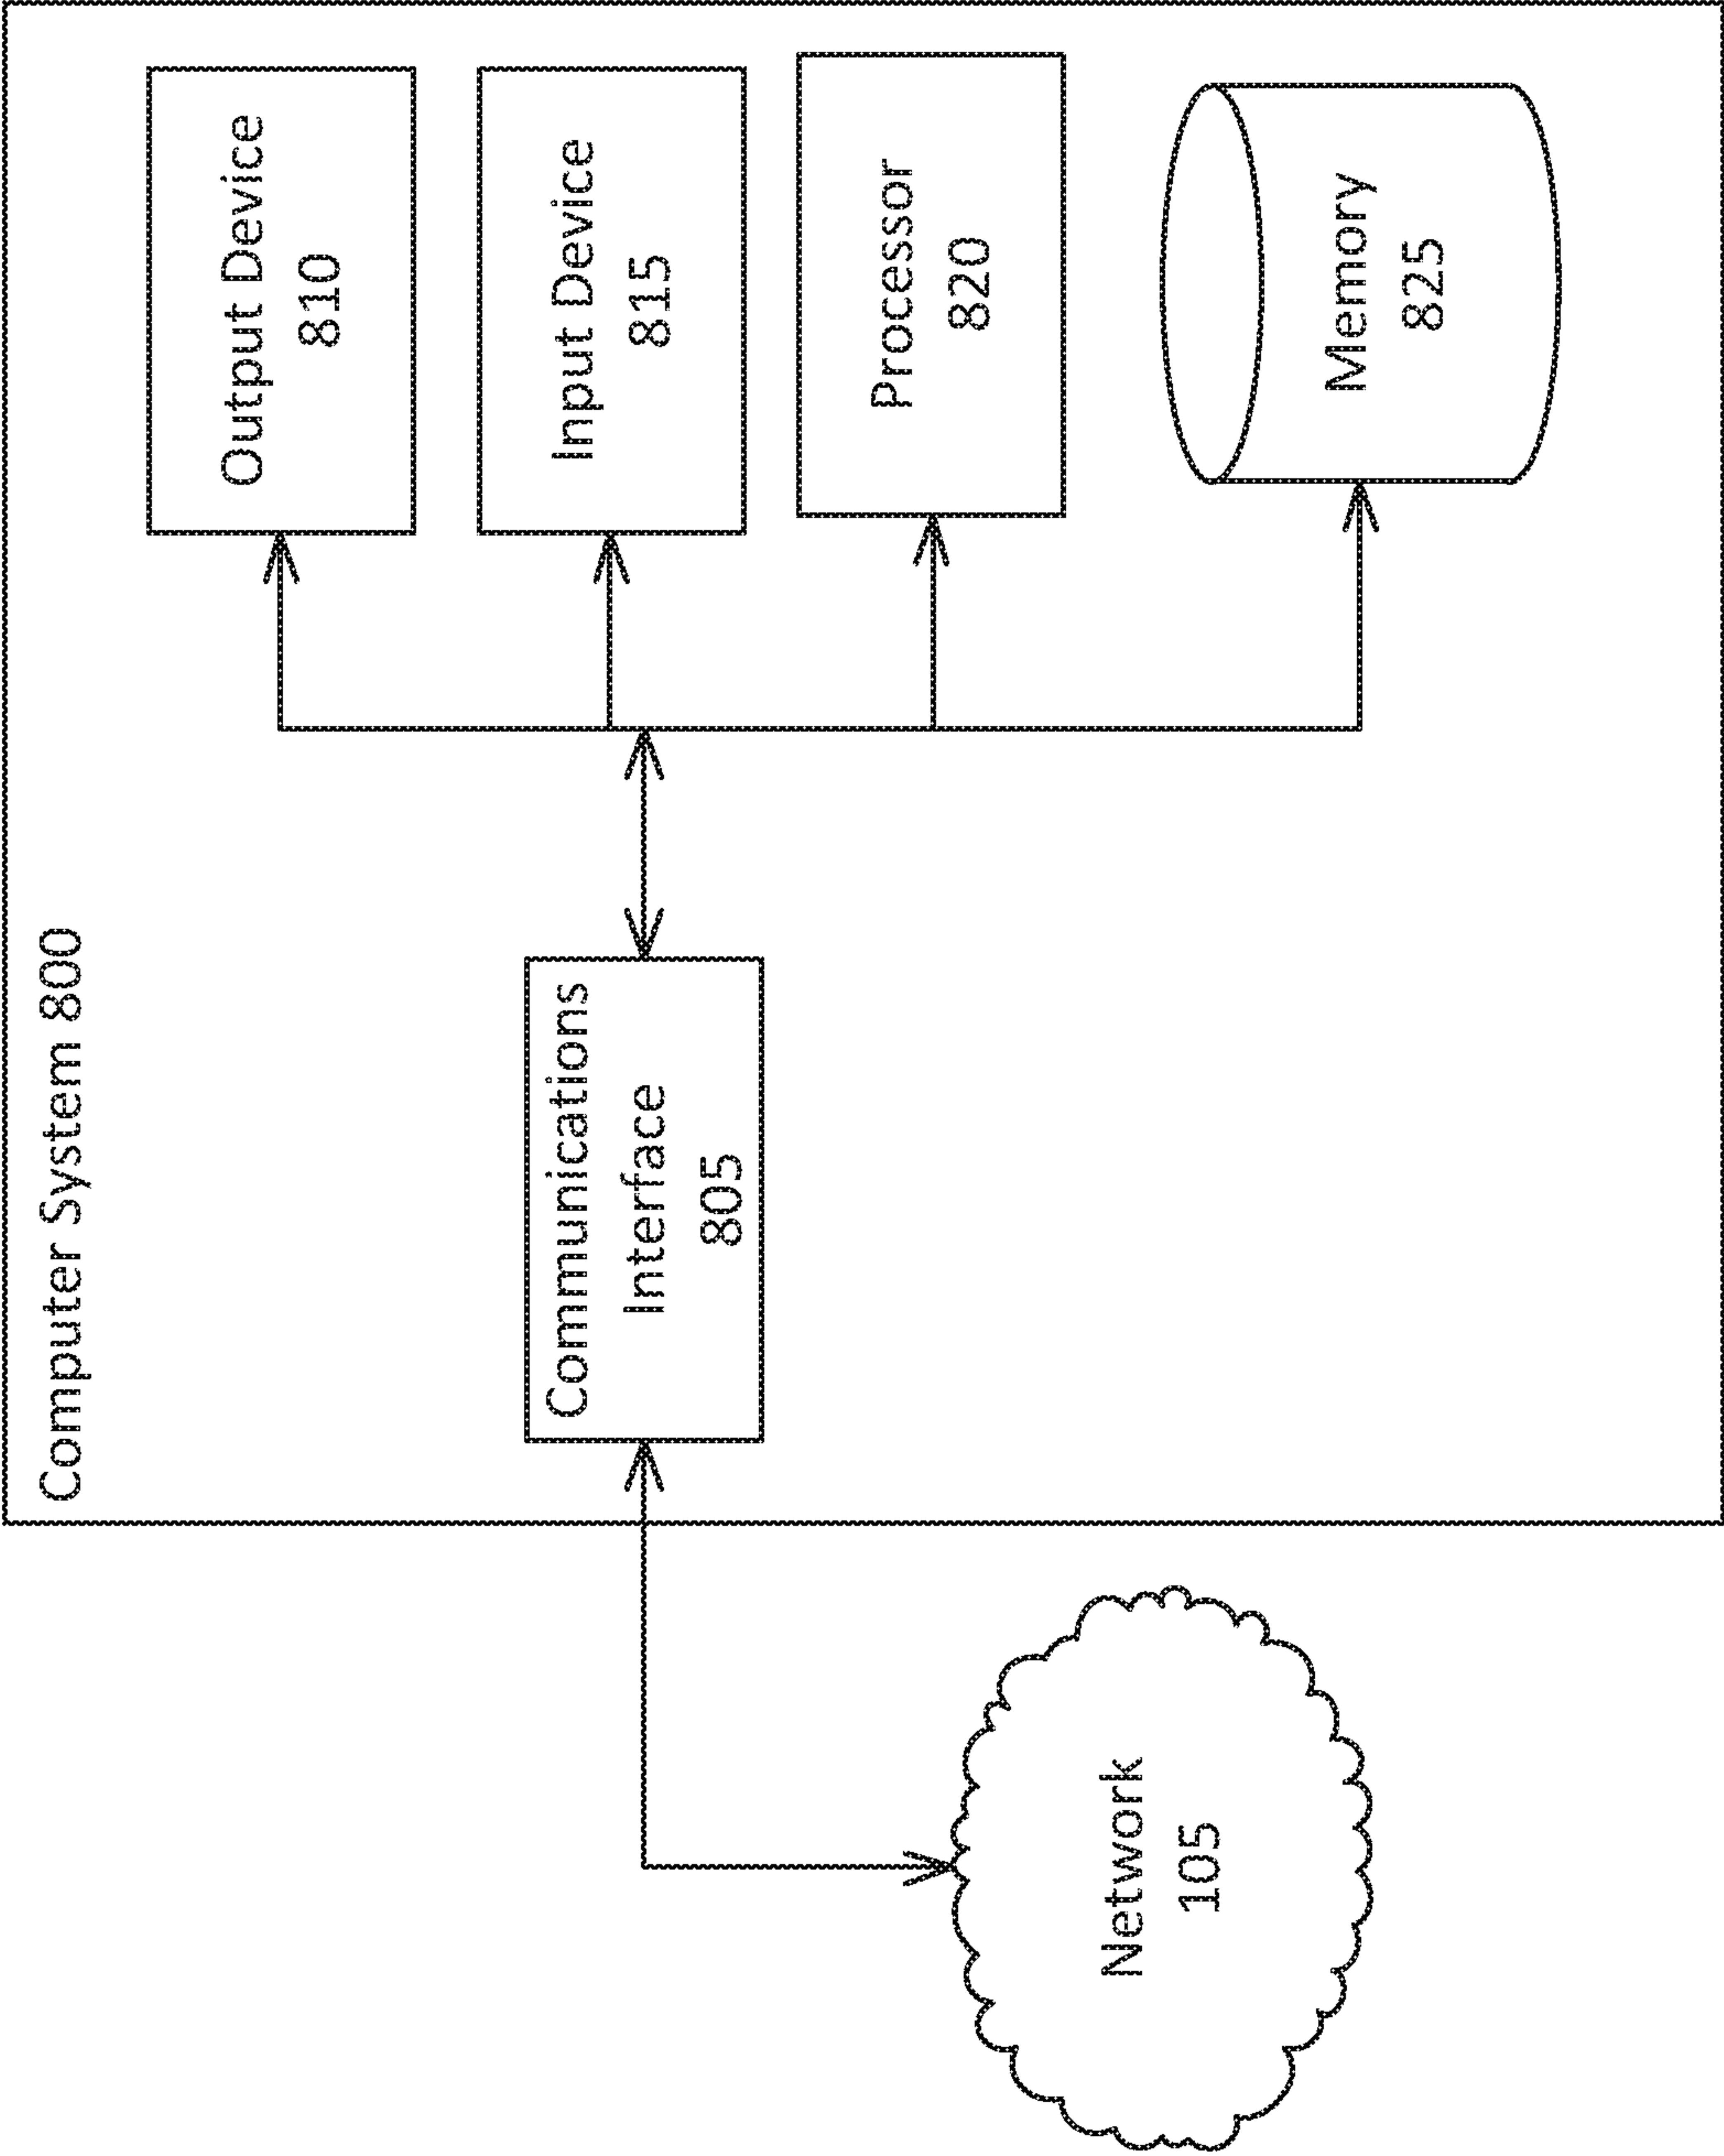 Computer System 800
Output Device
810
Input Device
815
Processor
820
Memory
825
Communications
Interface
805
Network
105